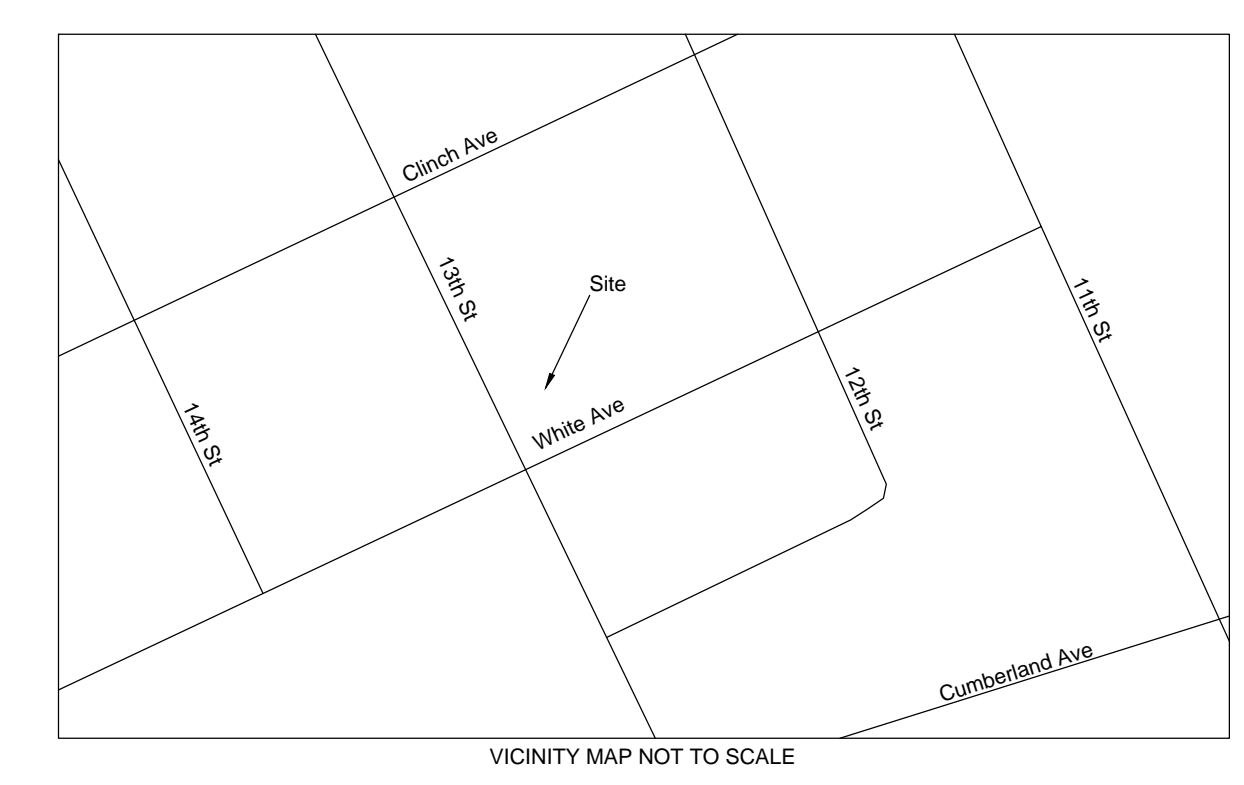 Clinch Ave
13th St
Site
11th St
14th St
White Ave
12th St
Cumberland Ave
VICINITY MAP NOT TO SCALE